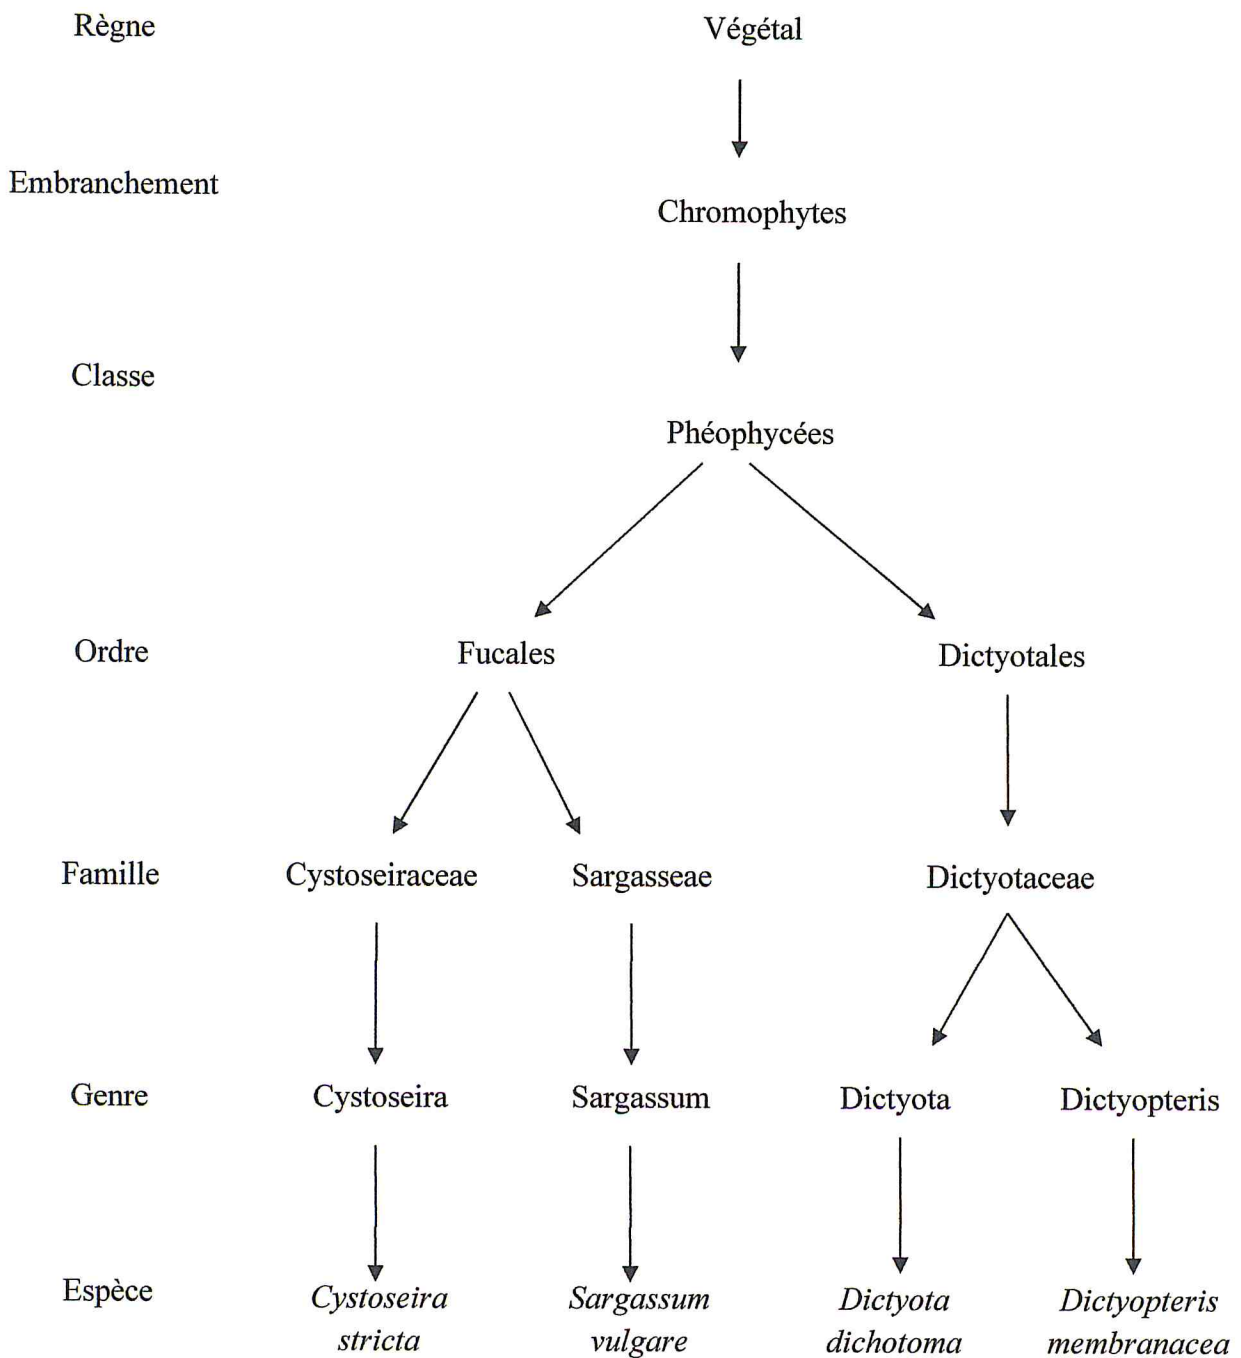 Règne Végétal
Embranchement
Chromophytes
Classe
Phéophycées
Ordre Fucales Dictyotales
Famille Cystoseiraceae Sargasseae Dictyotaceae
Genre Cystoseira Sargassum Dictyota Dictyopteris
Espèce Cystoseira Sargassum Dictyota Dictyopteris
stricta vulgare dichotoma membranacea